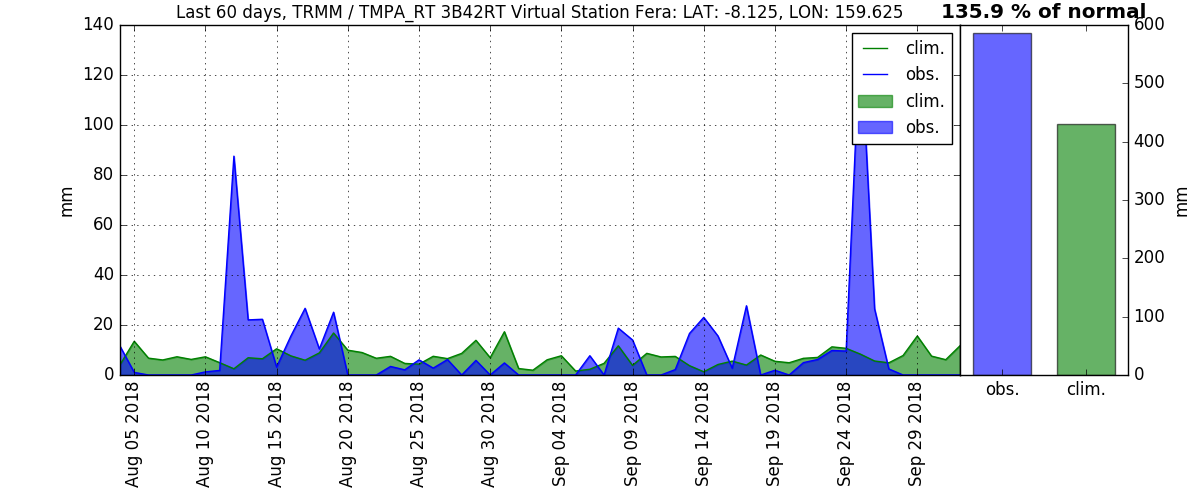 Last 60 days, TRMM / TMPA_RT 3B42RT Virtual Station Fera: LAT: -8.125, LON: 159.625
135.9 % of normal
140
120
100
80
60
40
20
0
mm
clim.
obs.
clim.
obs.
600
500
400
300
200
100
0
mm
Aug 05 2018
Aug 10 2018
Aug 15 2018
Aug 20 2018
Aug 25 2018
Aug 30 2018
Sep 04 2018
Sep 09 2018
Sep 14 2018
Sep 19 2018
Sep 24 2018
Sep 29 2018
obs.
clim.